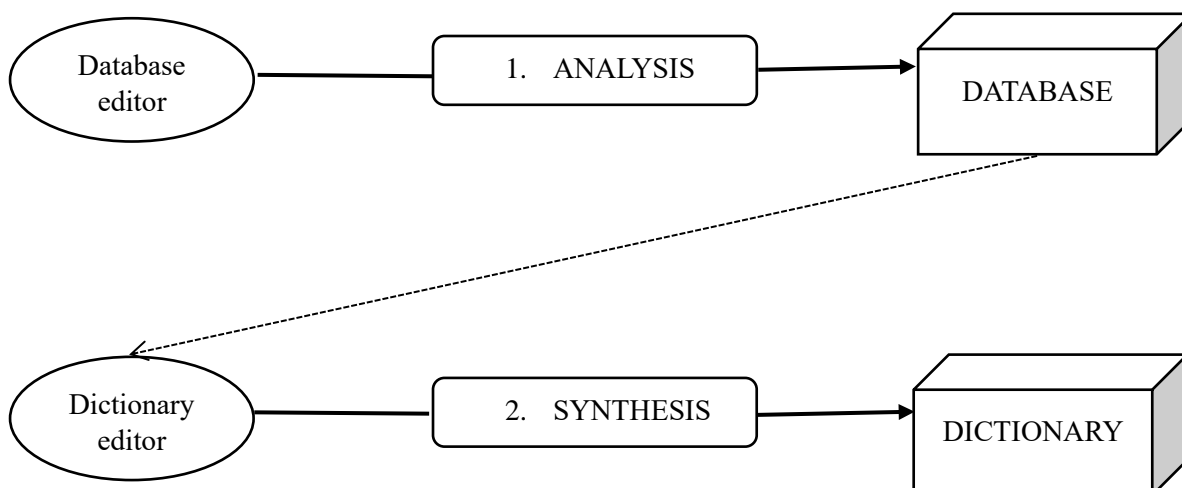 Database
editor
1. ANALYSIS
DATABASE
Dictionary
editor
2. SYNTHESIS
DICTIONARY